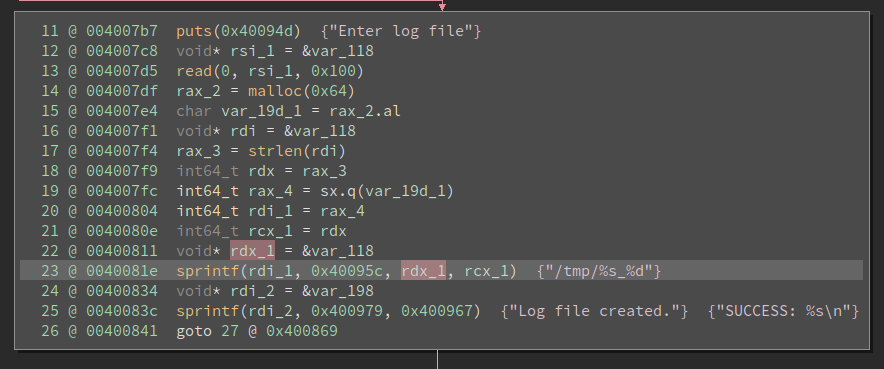 11 @ 004007b7 puts(0x40094d) {"Enter log file"}
12 @ 004007c8 void* rsi_1 = &var_118
13 @ 004007d5 read(0, rsi_1, 0x100)
14 @ 004007df rax_2 = malloc(0x64)
15 @ 004007e4 char var_19d_1 = rax_2.al
16 @ 004007f1 void* rdi = &var_118
17 @ 004007f4 rax_3 = strlen(rdi)
18 @ 004007f9 int64_t rdx = rax_3
19 @ 004007fc int64_t rax_4 = sx.q(var_19d_1)
20 @ 00400804 int64_t rdi_1 = rax_4
21 @ 0040080e int64_t rcx_1 = rdx
22 @ 00400811 void* rdx_1 = &var_118
23 @ 0040081e sprintf(rdi_1, 0x40095c, rdx_1, rcx_1) {"/tmp/%s_%d"}
24 @ 00400834 void* rdi_2 = &var_198
25 @ 0040083c sprintf(rdi_2, 0x400979, 0x400967) {"Log file created."} {"SUCCESS: %s\n"}
26 @ 00400841 goto 27 @ 0x400869